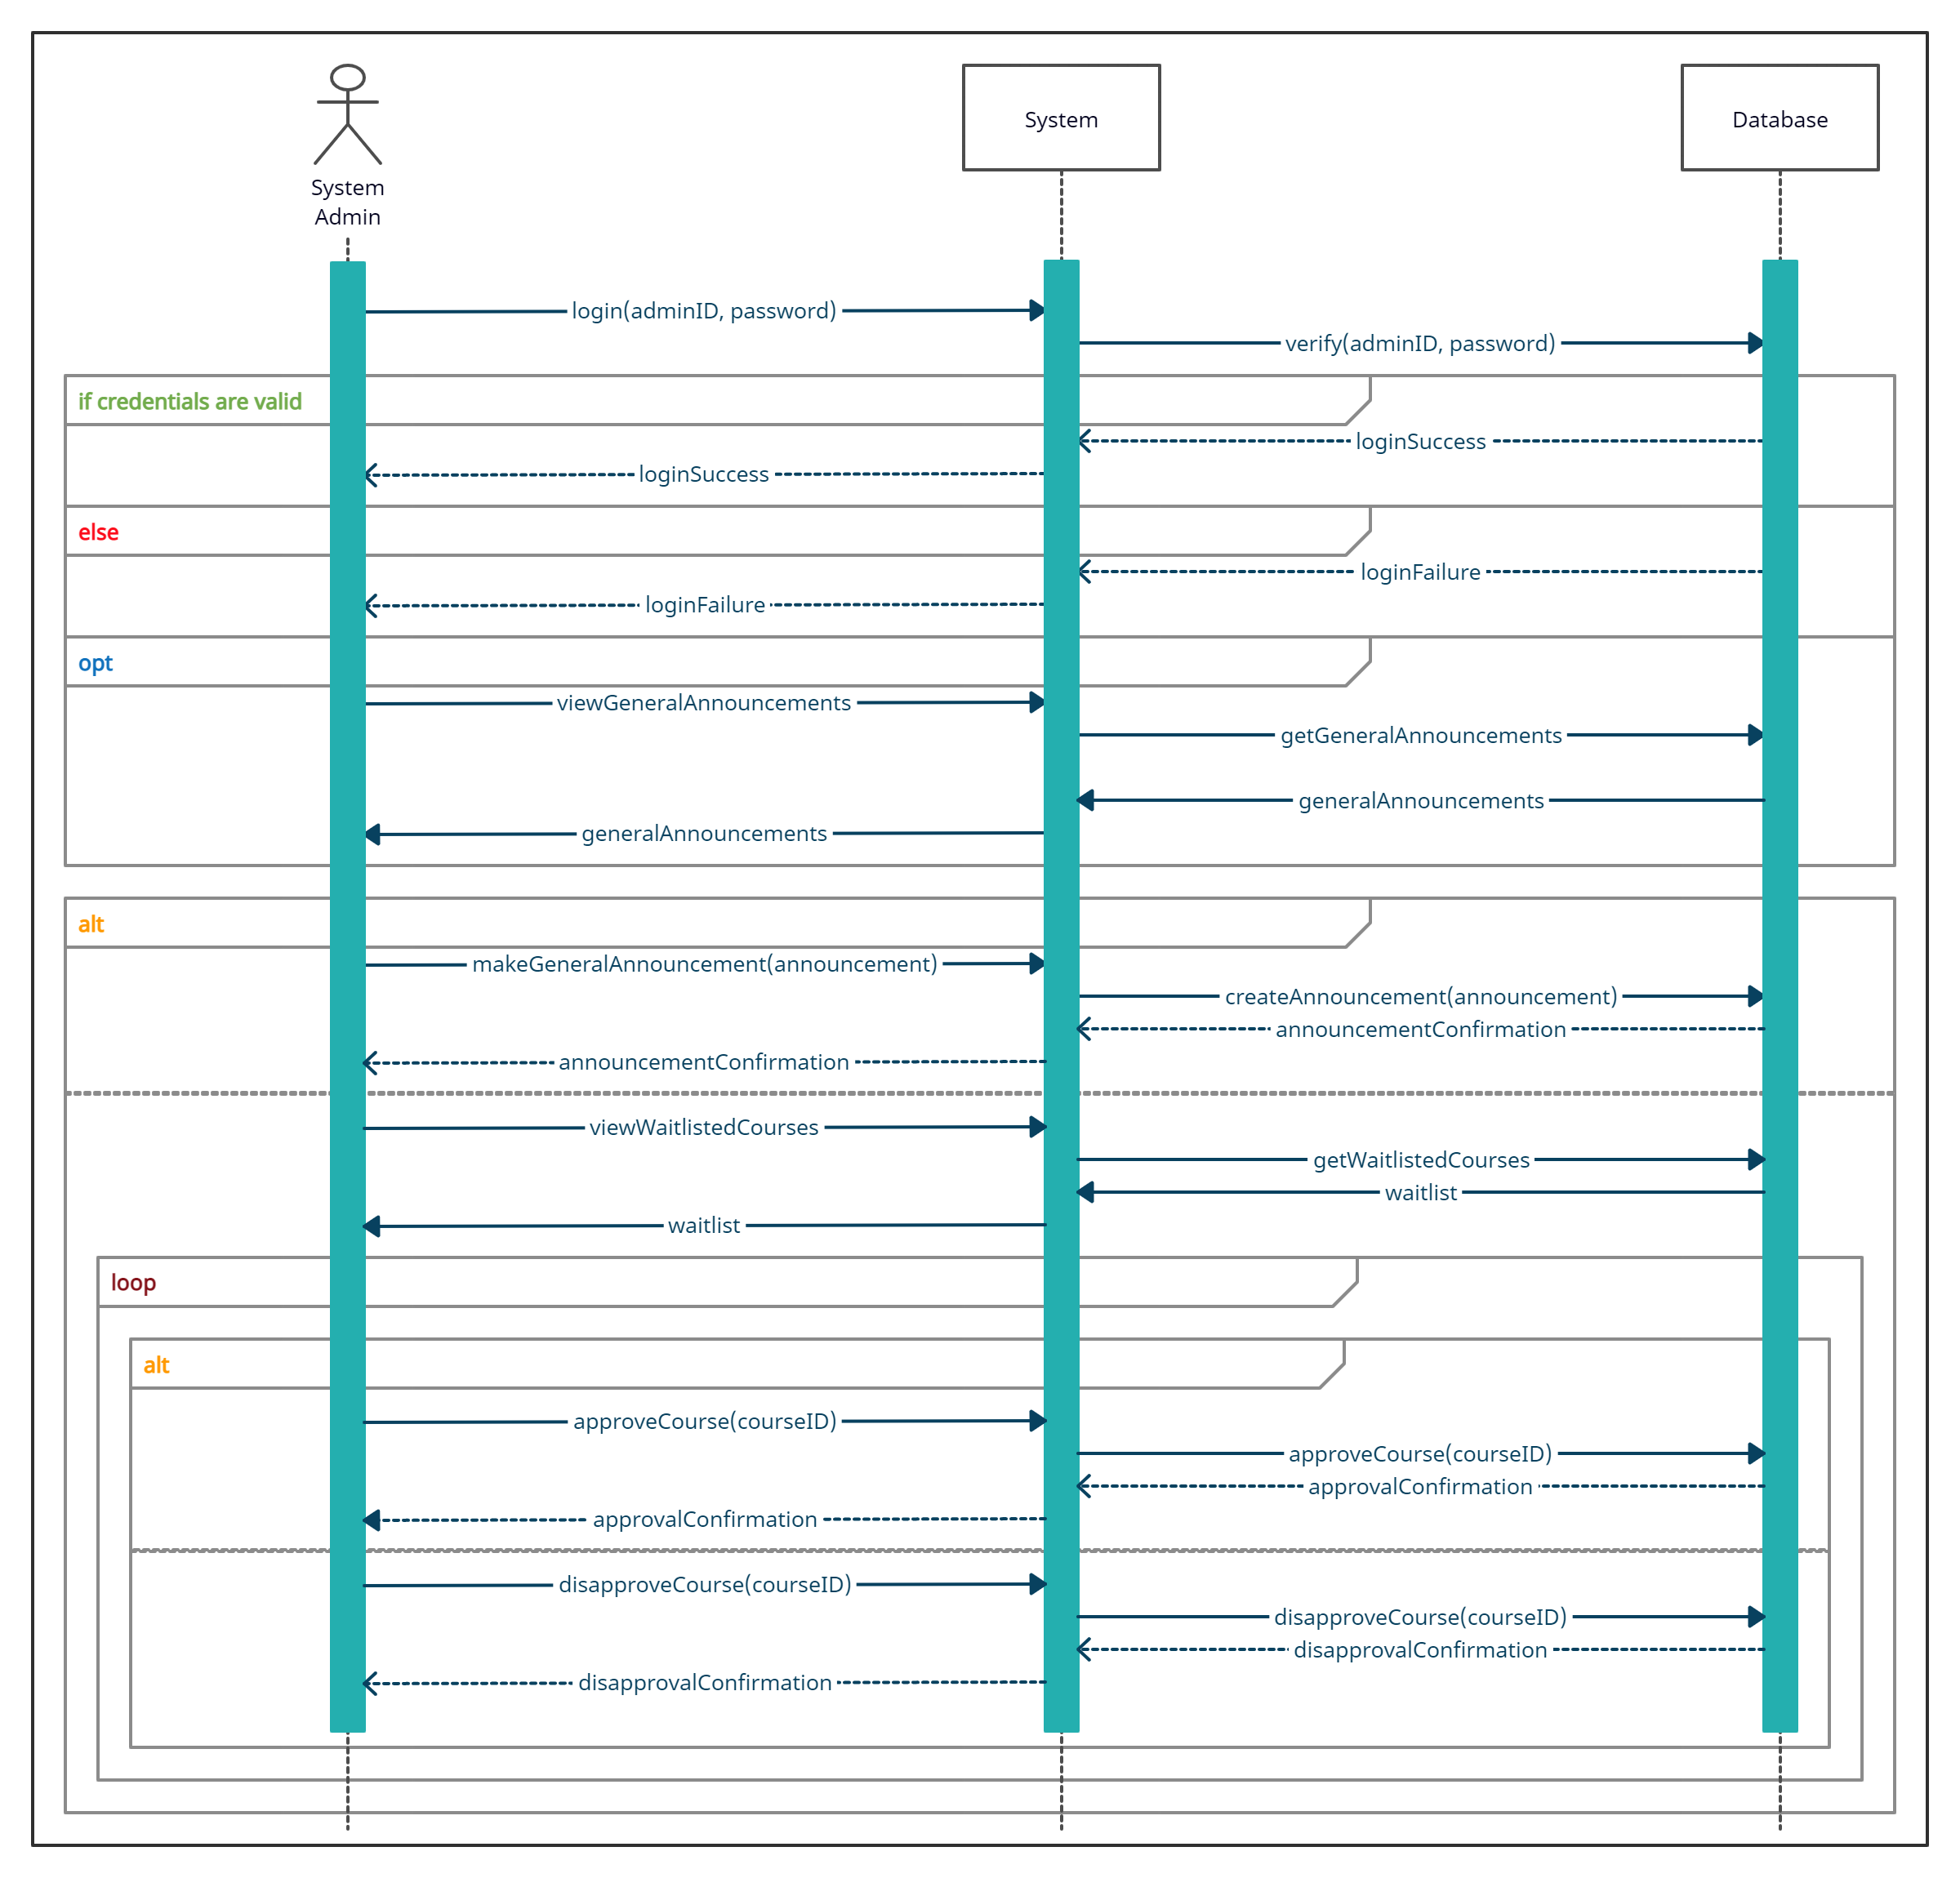 System
Database
System
Admin
login(adminID, password)
verify(adminID, password)
if credentials are valid
loginSuccess
loginSuccess
else
loginFailure
loginFailure
opt
viewGeneralAnnouncements
getGeneralAnnouncements
generalAnnouncements
generalAnnouncements
alt
makeGeneralAnnouncement(announcement)
createAnnouncement(announcement)
announcementConfirmation
announcementConfirmation
viewWaitlistedCourses
getWaitlistedCourses
waitlist
waitlist
loop
alt
approveCourse(courseID)
approveCourse(courseID)
approvalConfirmation
approvalConfirmation
disapproveCourse(courseID)
disapproveCourse(courseID)
disapprovalConfirmation
disapprovalConfirmation